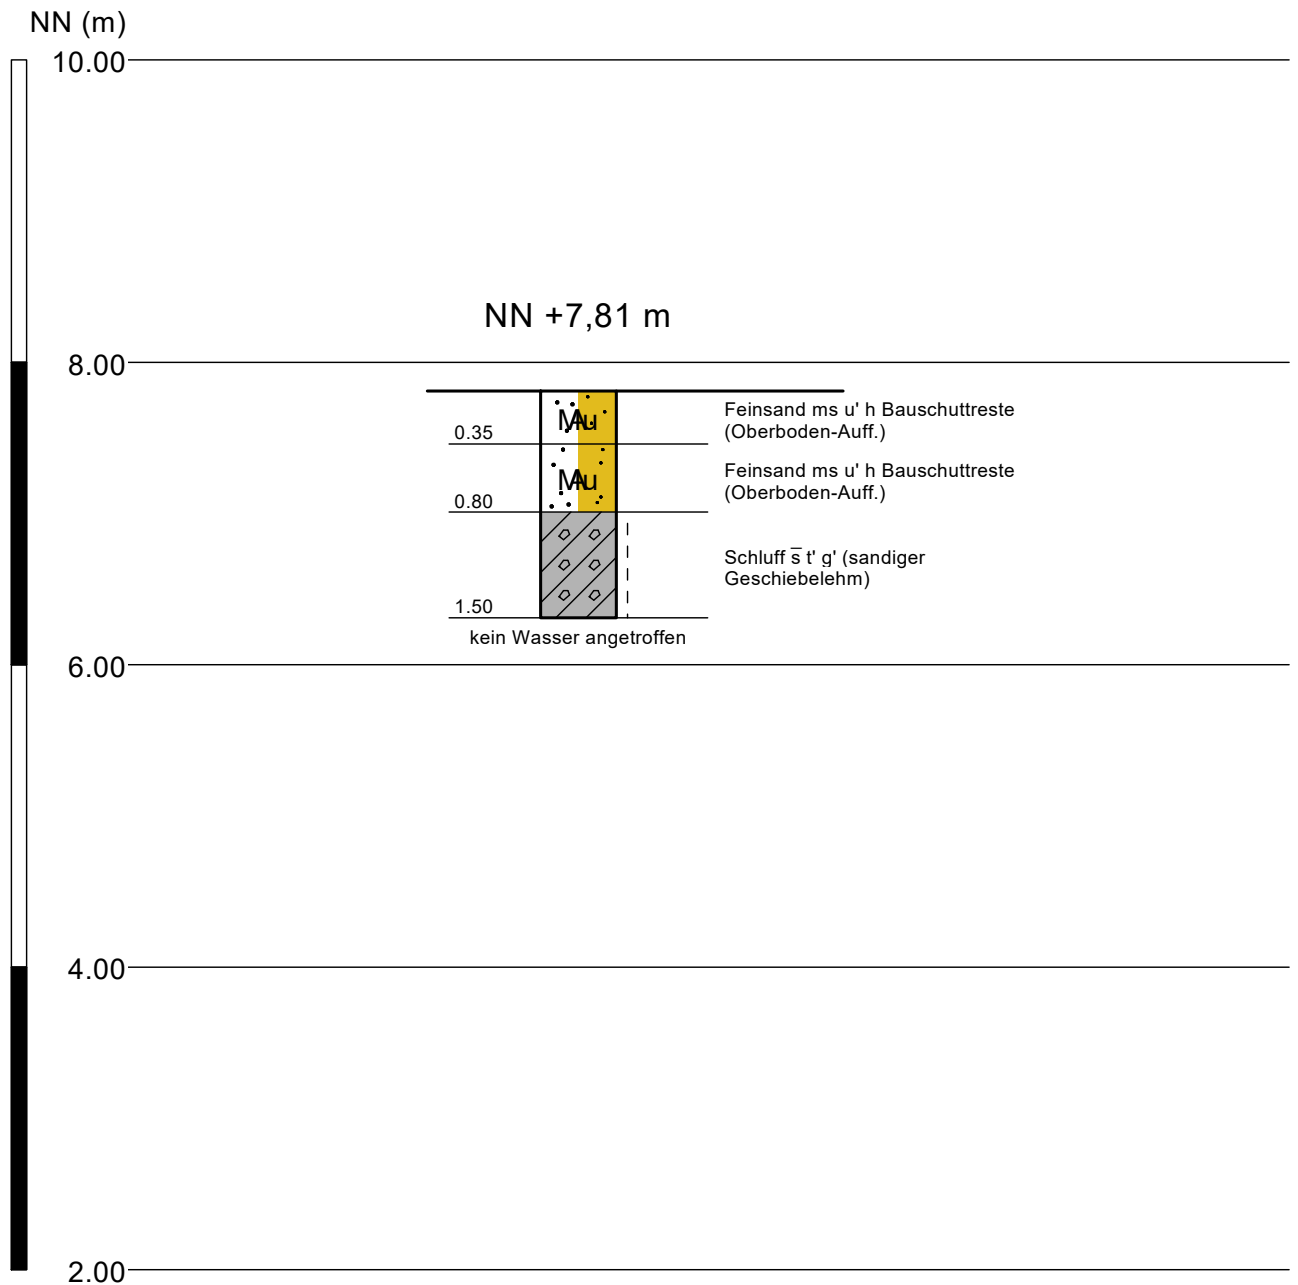 NN (m)
10.00
NN +7,81 m
8.00
Feinsand ms u' h Bauschuttreste
(Oberboden-Auff.)
Mu
0.35
Feinsand ms u' h Bauschuttreste
(Oberboden-Auff.)
Mu
0.80
Schluff s̅ t' g' (sandiger
Geschiebelehm)
1.50
kein Wasser angetroffen
6.00
4.00
2.00